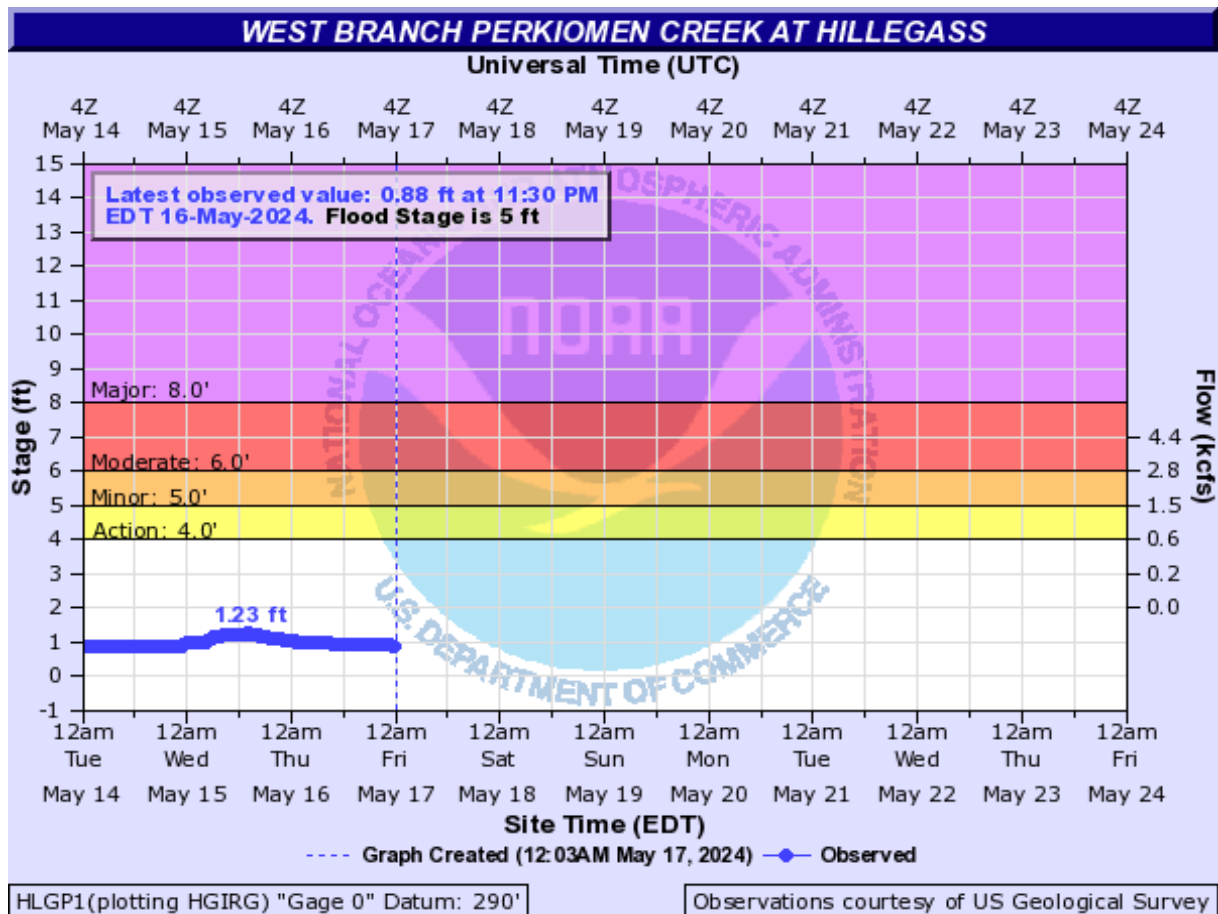 WEST BRANCH PERKIOMEN CREEK AT HILLEGASS
Universal Time (UTC)
4Z 4Z 4Z 4Z 4Z 4Z 4Z 4Z 4Z 4Z 4Z
May 14 May 15 May 16 May 17 May 18 May 19 May 20 May 21 May 22 May 23 May 24
Latest observed value: 0.88 ft at 11:30 PM
EDT 16-May-2024. Flood Stage is 5 ft
15
14
13
12
11
10
9
8
7
6
5
4
3
2
1
0
-1
Stage (ft)
Major: 8.0'
Moderate: 6.0'
Minor: 5.0'
Action: 4.0'
1.23 ft
NATIONAL OCEANIC AND ATMOSPHERIC ADMINISTRATION
NOAA
U.S. DEPARTMENT OF COMMERCE
4.4
2.8
1.5
0.6
0.2
0.0
Flow (kcfs)
12am 12am 12am 12am 12am 12am 12am 12am 12am 12am 12am
Tue Wed Thu Fri Sat Sun Mon Tue Wed Thu Fri
May 14 May 15 May 16 May 17 May 18 May 19 May 20 May 21 May 22 May 23 May 24
Site Time (EDT)
Graph Created (12:03AM May 17, 2024) Observed
HLGP1(plotting HGIRG) "Gage 0" Datum: 290'
Observations courtesy of US Geological Survey